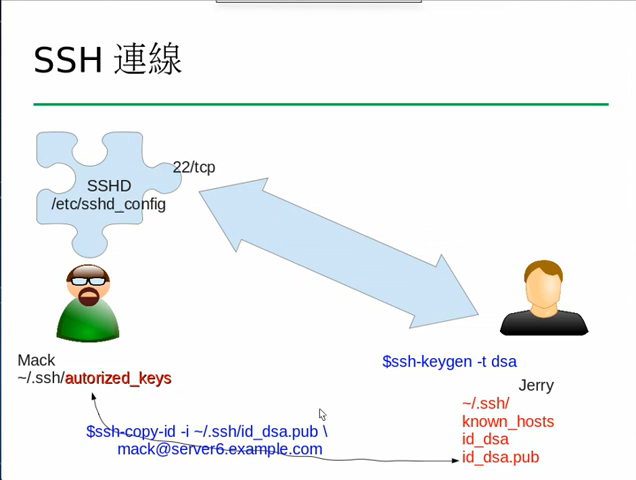 SSH 連線
22/tcp
SSHD
/etc/sshd_config
Mack
~/.ssh/autorized_keys
$ssh-keygen -t dsa
Jerry
~/.ssh/
known_hosts
id_dsa
id_dsa.pub
$ssh-copy-id -i ~/.ssh/id_dsa.pub \
mack@server6.example.com